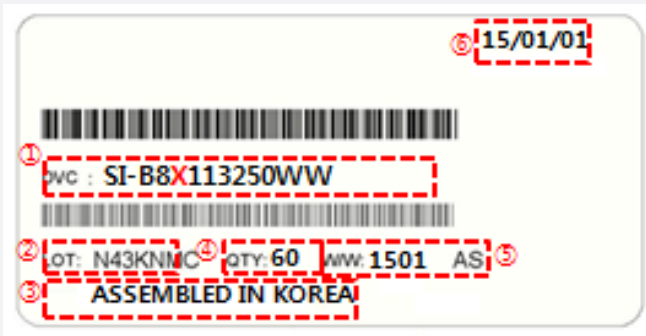 ⑥ 15/01/01
①
DVC : SI-B8X113250WW
② LOT: N43KNMC ④ QTY: 60 WW: 1501 AS ⑤
③ ASSEMBLED IN KOREA